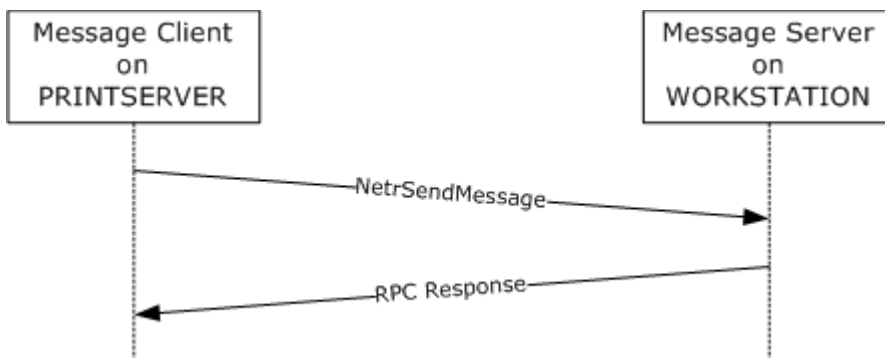 Message Client
on
PRINTSERVER
Message Server
on
WORKSTATION
NetrSendMessage
RPC Response